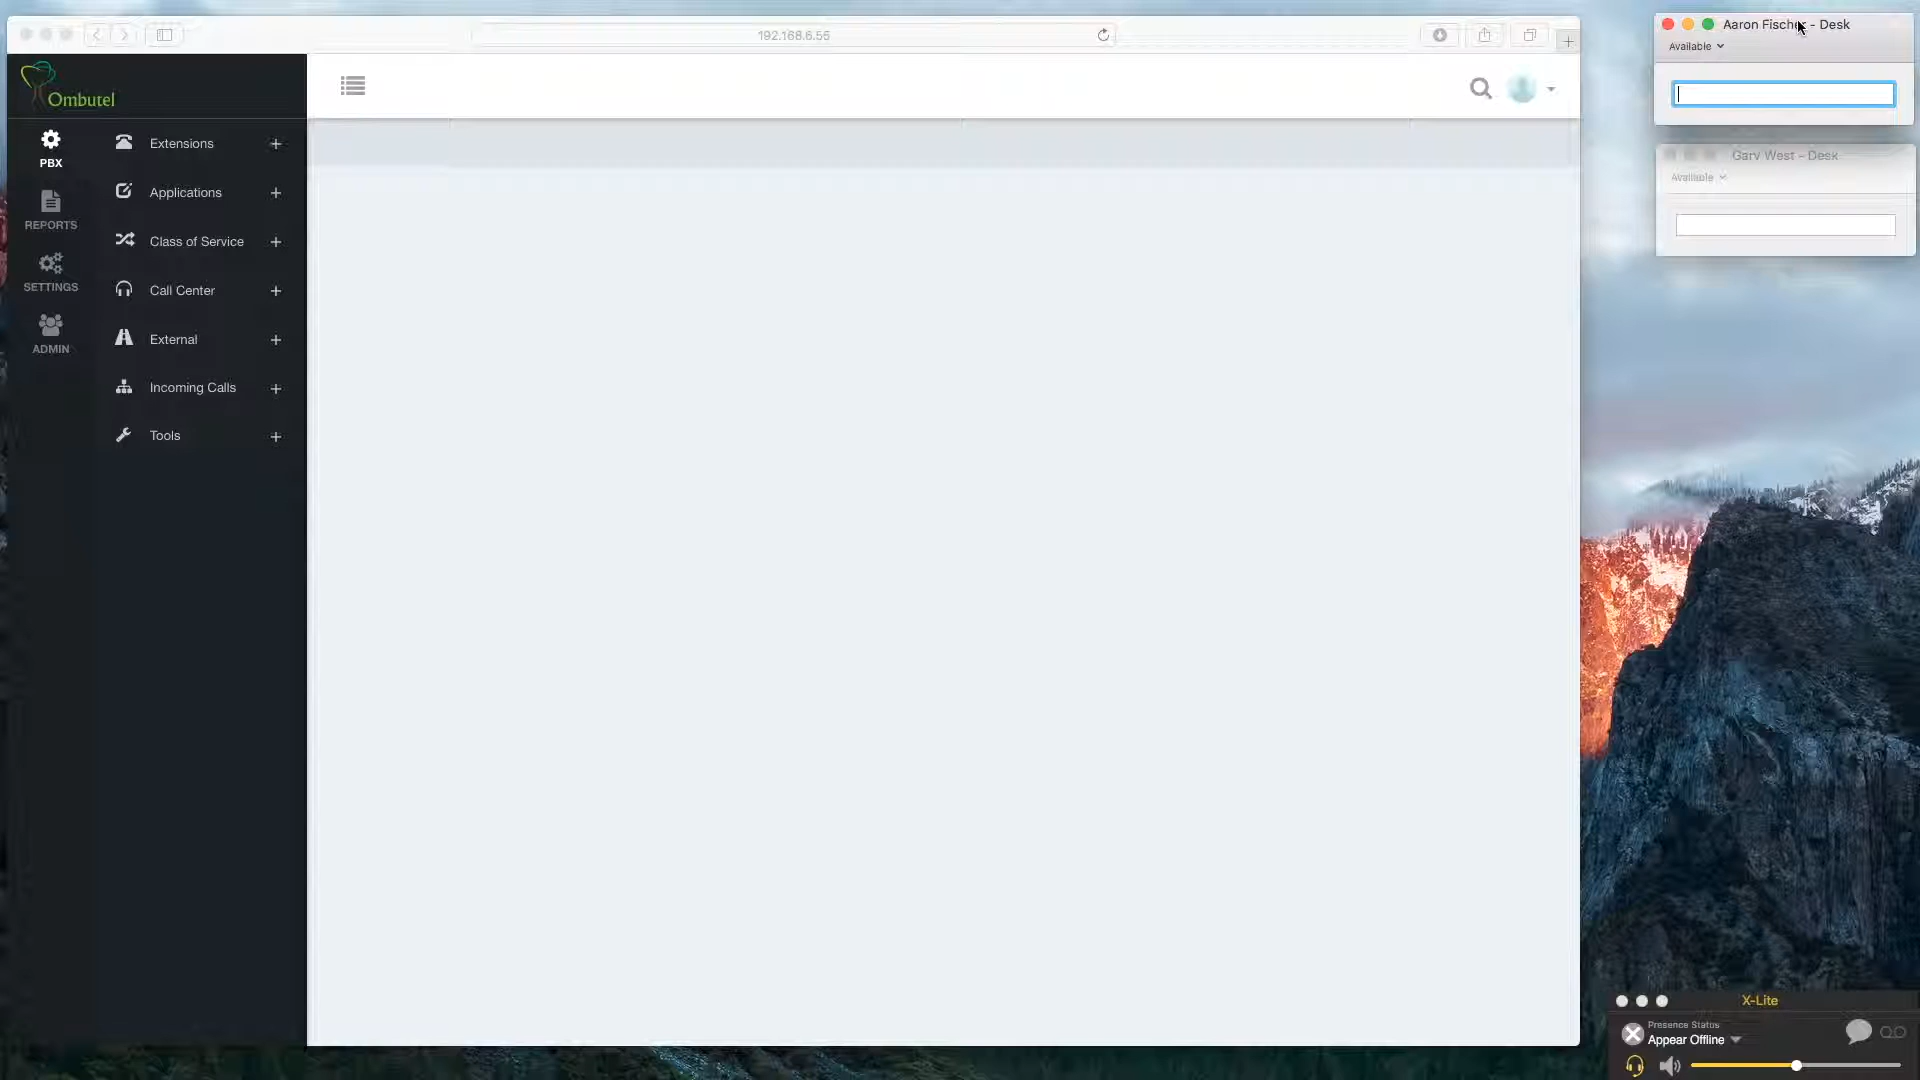 192.168.6.55
Ombutel
PBX
REPORTS
SETTINGS
ADMIN
Extensions +
Applications +
Class of Service +
Call Center +
External +
Incoming Calls +
Tools +
Aaron Fischer - Desk
Available
Gary West - Desk
Available
X-Lite
Presence Status
Appear Offline